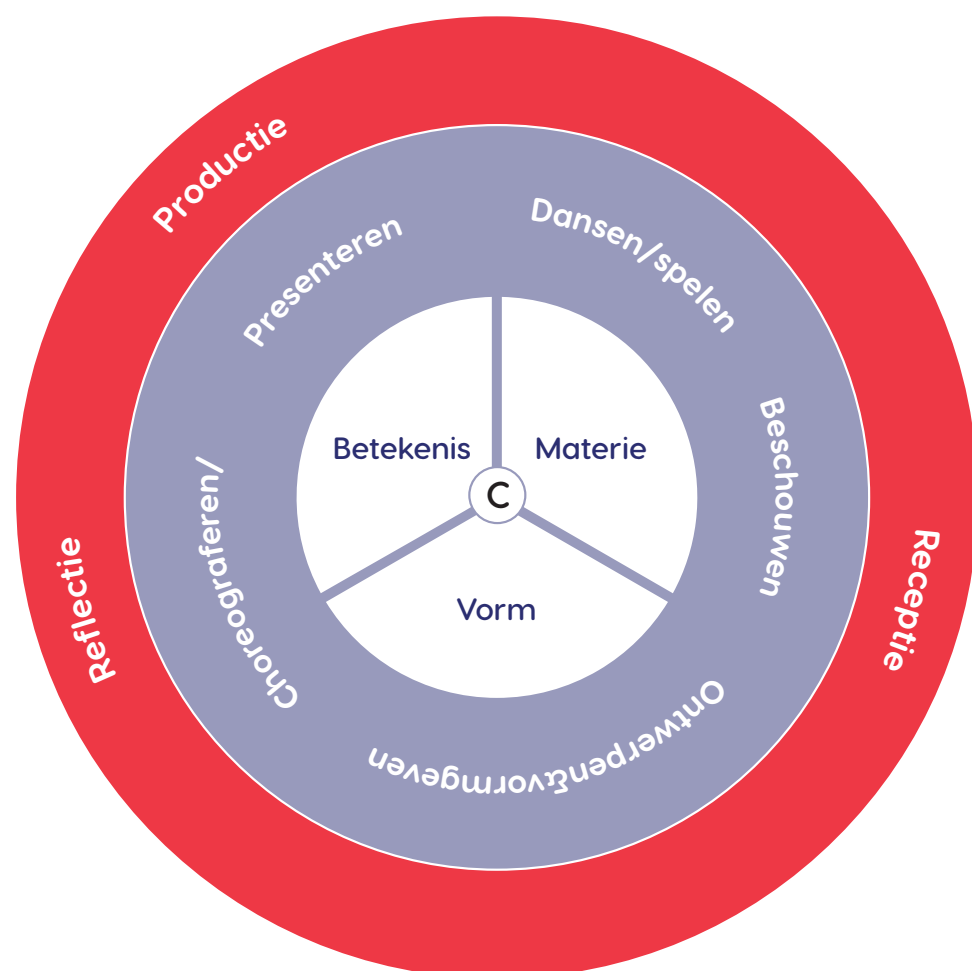 Productie
Receptie
Reflectie
Presenteren
Dansen/spelen
Beschouwen
Ontwerpen&vormgeven
Choreograferen/
Betekenis
Materie
Vorm
C